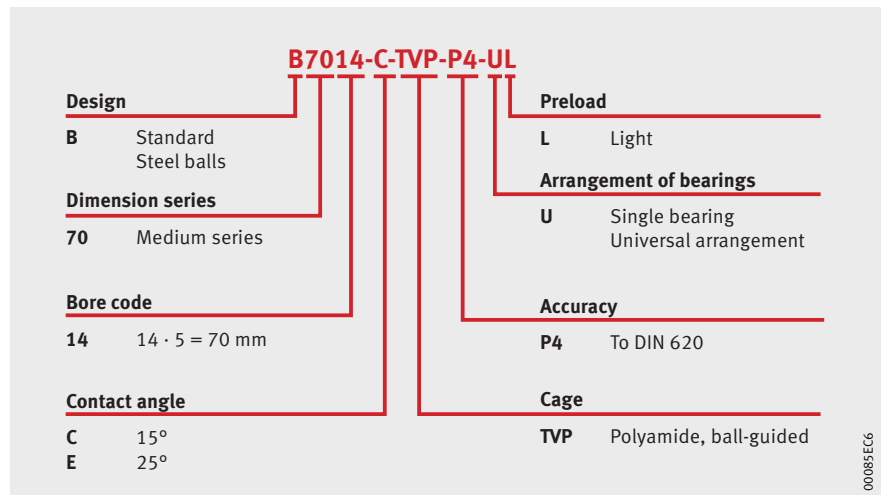 B7014-C-TVP-P4-UL
Design
B Standard
Steel balls
Dimension series
70 Medium series
Bore code
14 14 · 5 = 70 mm
Contact angle
C 15°
E 25°
Preload
L Light
Arrangement of bearings
U Single bearing
Universal arrangement
Accuracy
P4 To DIN 620
Cage
TVP Polyamide, ball-guided
00085EC6